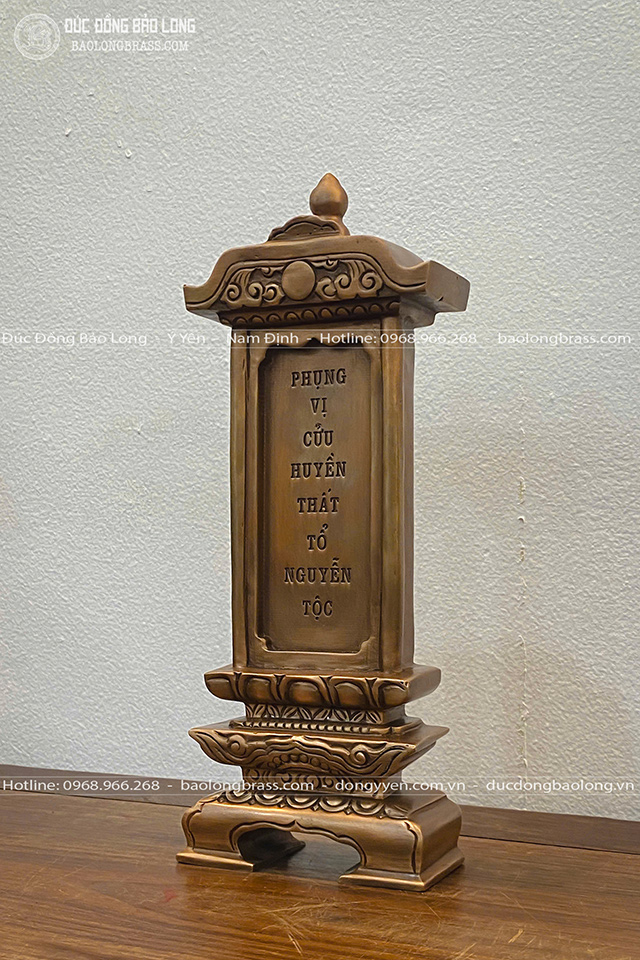 ĐÚC ĐỒNG BẢO LONG
BAOLONGBRASS.COM
Đúc Đồng Bảo Long - Ý Yên - Nam Định - Hotline: 0968.966.268 - baolongbrass.com
PHỤNG
VỊ
CỬU
HUYỀN
THẤT
TỔ
NGUYỄN
TỘC
Hotline: 0968.966.268 - baolongbrass.com - dongyyen.com.vn - ducdongbaolong.vn